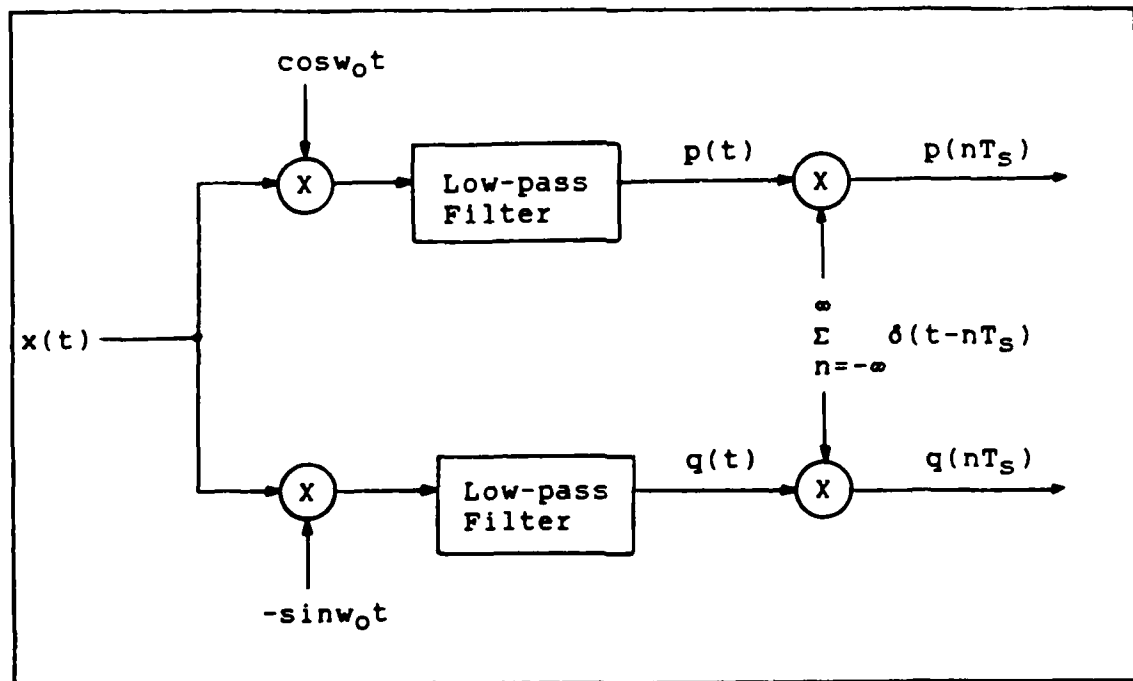 cosw₀t
X
Low-pass
Filter
p(t)
X
p(nTₛ)
x(t)
∞
Σ δ(t-nTₛ)
n=-∞
X
Low-pass
Filter
q(t)
X
q(nTₛ)
-sinw₀t